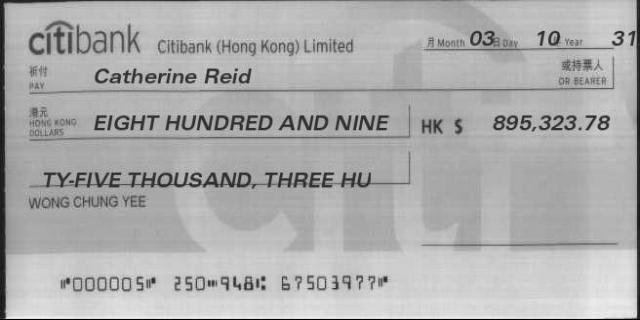 citibank Citibank (Hong Kong) Limited 月 Month 03 日 Day 10 年 Year 31
祈付 PAY Catherine Reid 或持票人 OR BEARER
港元 HONG KONG DOLLARS EIGHT HUNDRED AND NINE HK $ 895,323.78
TY-FIVE THOUSAND, THREE HU
WONG CHUNG YEE
⑈000005⑈ 250⑉948⑆ 67503977⑈